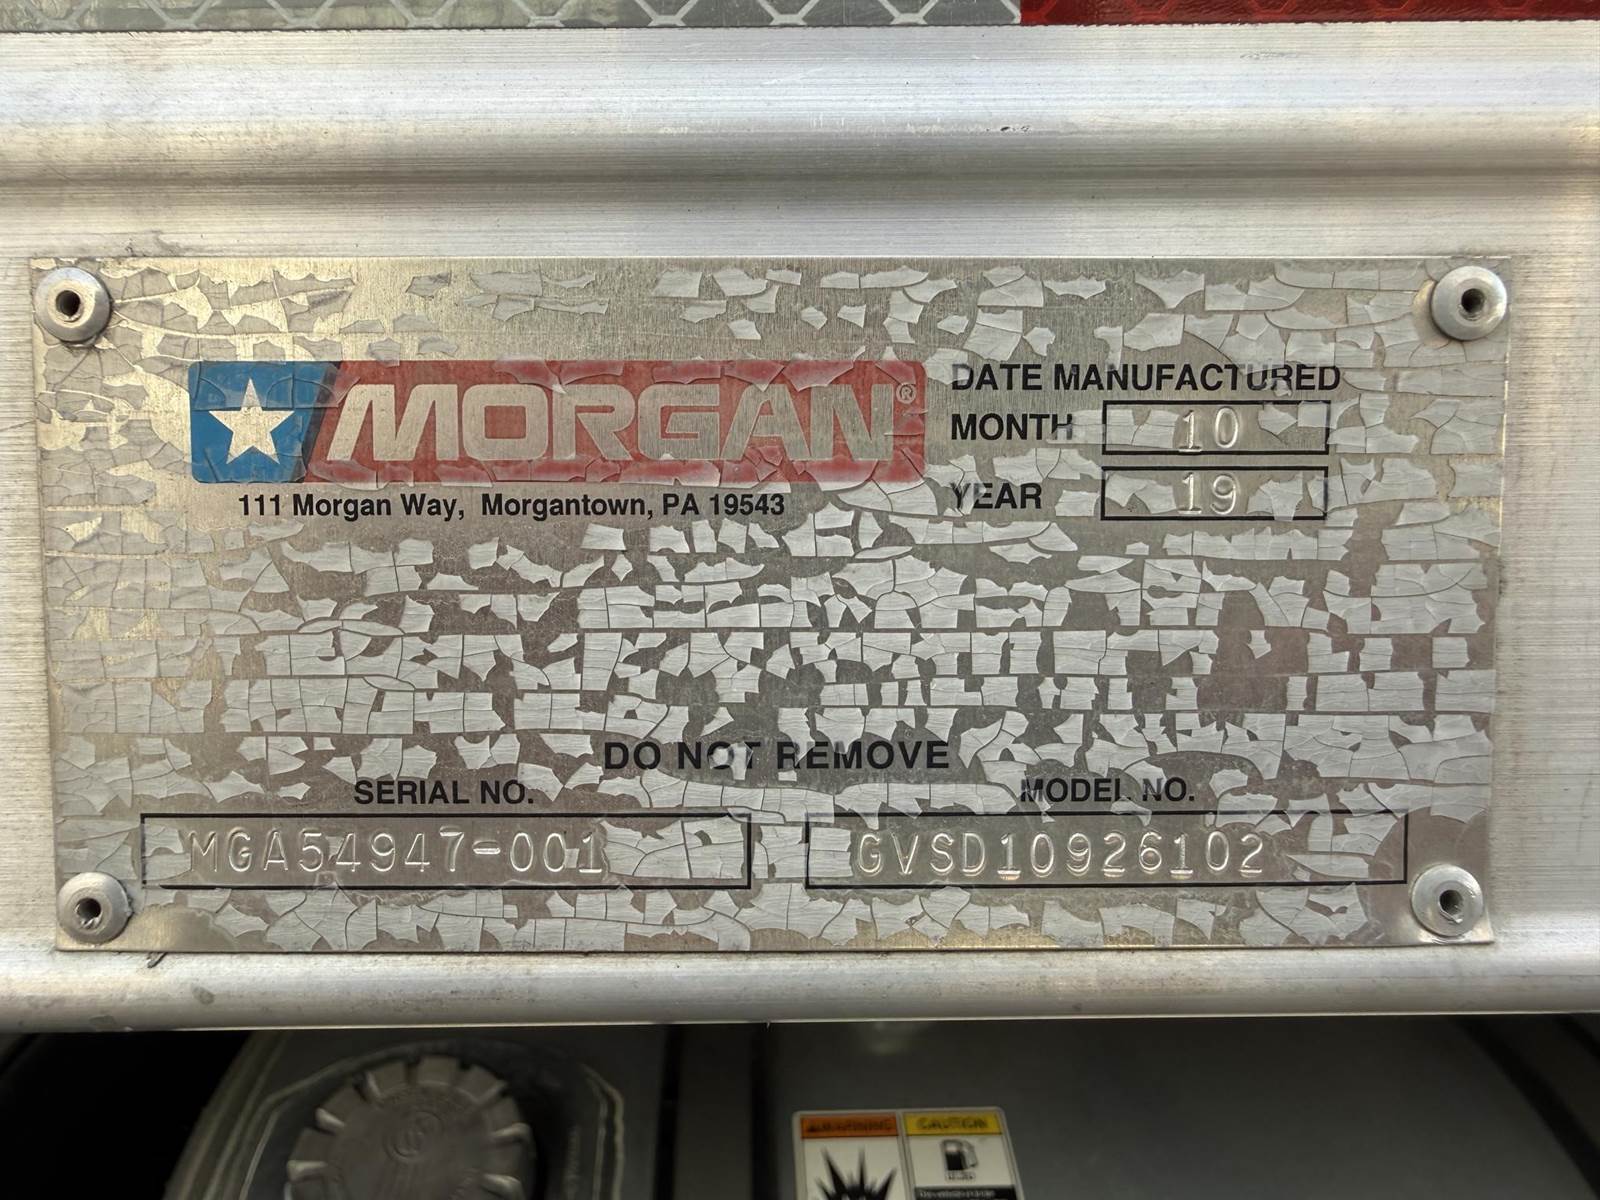 MORGAN®
111 Morgan Way, Morgantown, PA 19543
DATE MANUFACTURED
MONTH 10
YEAR 19
DO NOT REMOVE
SERIAL NO.
MGA54947-001
MODEL NO.
GVSD10926102
WARNING
CAUTION